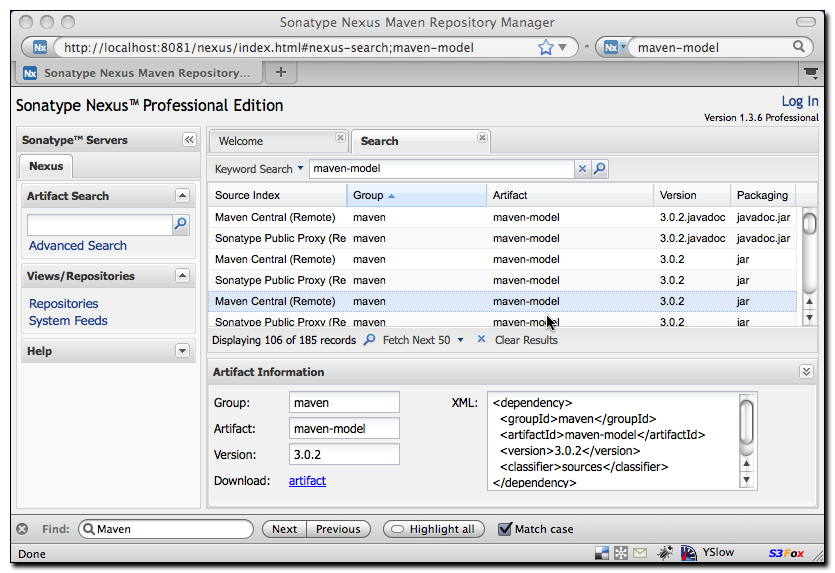 Sonatype Nexus Maven Repository Manager
Nx http://localhost:8081/nexus/index.html#nexus-search;maven-model Nx maven-model
Nx Sonatype Nexus Maven Repository... +
Sonatype Nexus™ Professional Edition Log In
Version 1.3.6 Professional
Sonatype™ Servers Welcome Search
Nexus Keyword Search maven-model
Artifact Search Source Index Group Artifact Version Packaging
Maven Central (Remote) maven maven-model 3.0.2.javadoc javadoc.jar
Advanced Search Sonatype Public Proxy (Re maven maven-model 3.0.2.javadoc javadoc.jar
Maven Central (Remote) maven maven-model 3.0.2 jar
Views/Repositories Sonatype Public Proxy (Re maven maven-model 3.0.2 jar
Repositories Maven Central (Remote) maven maven-model 3.0.2 jar
System Feeds Sonatype Public Proxy (Re maven maven-model 3.0.2 jar
Displaying 106 of 185 records Fetch Next 50 Clear Results
Help
Artifact Information
Group: maven XML: <dependency>
<groupId>maven</groupId>
Artifact: maven-model <artifactId>maven-model</artifactId>
Version: 3.0.2 <version>3.0.2</version>
<classifier>sources</classifier>
Download: artifact </dependency>
Find: Maven Next Previous Highlight all Match case
Done YSlow S3Fox